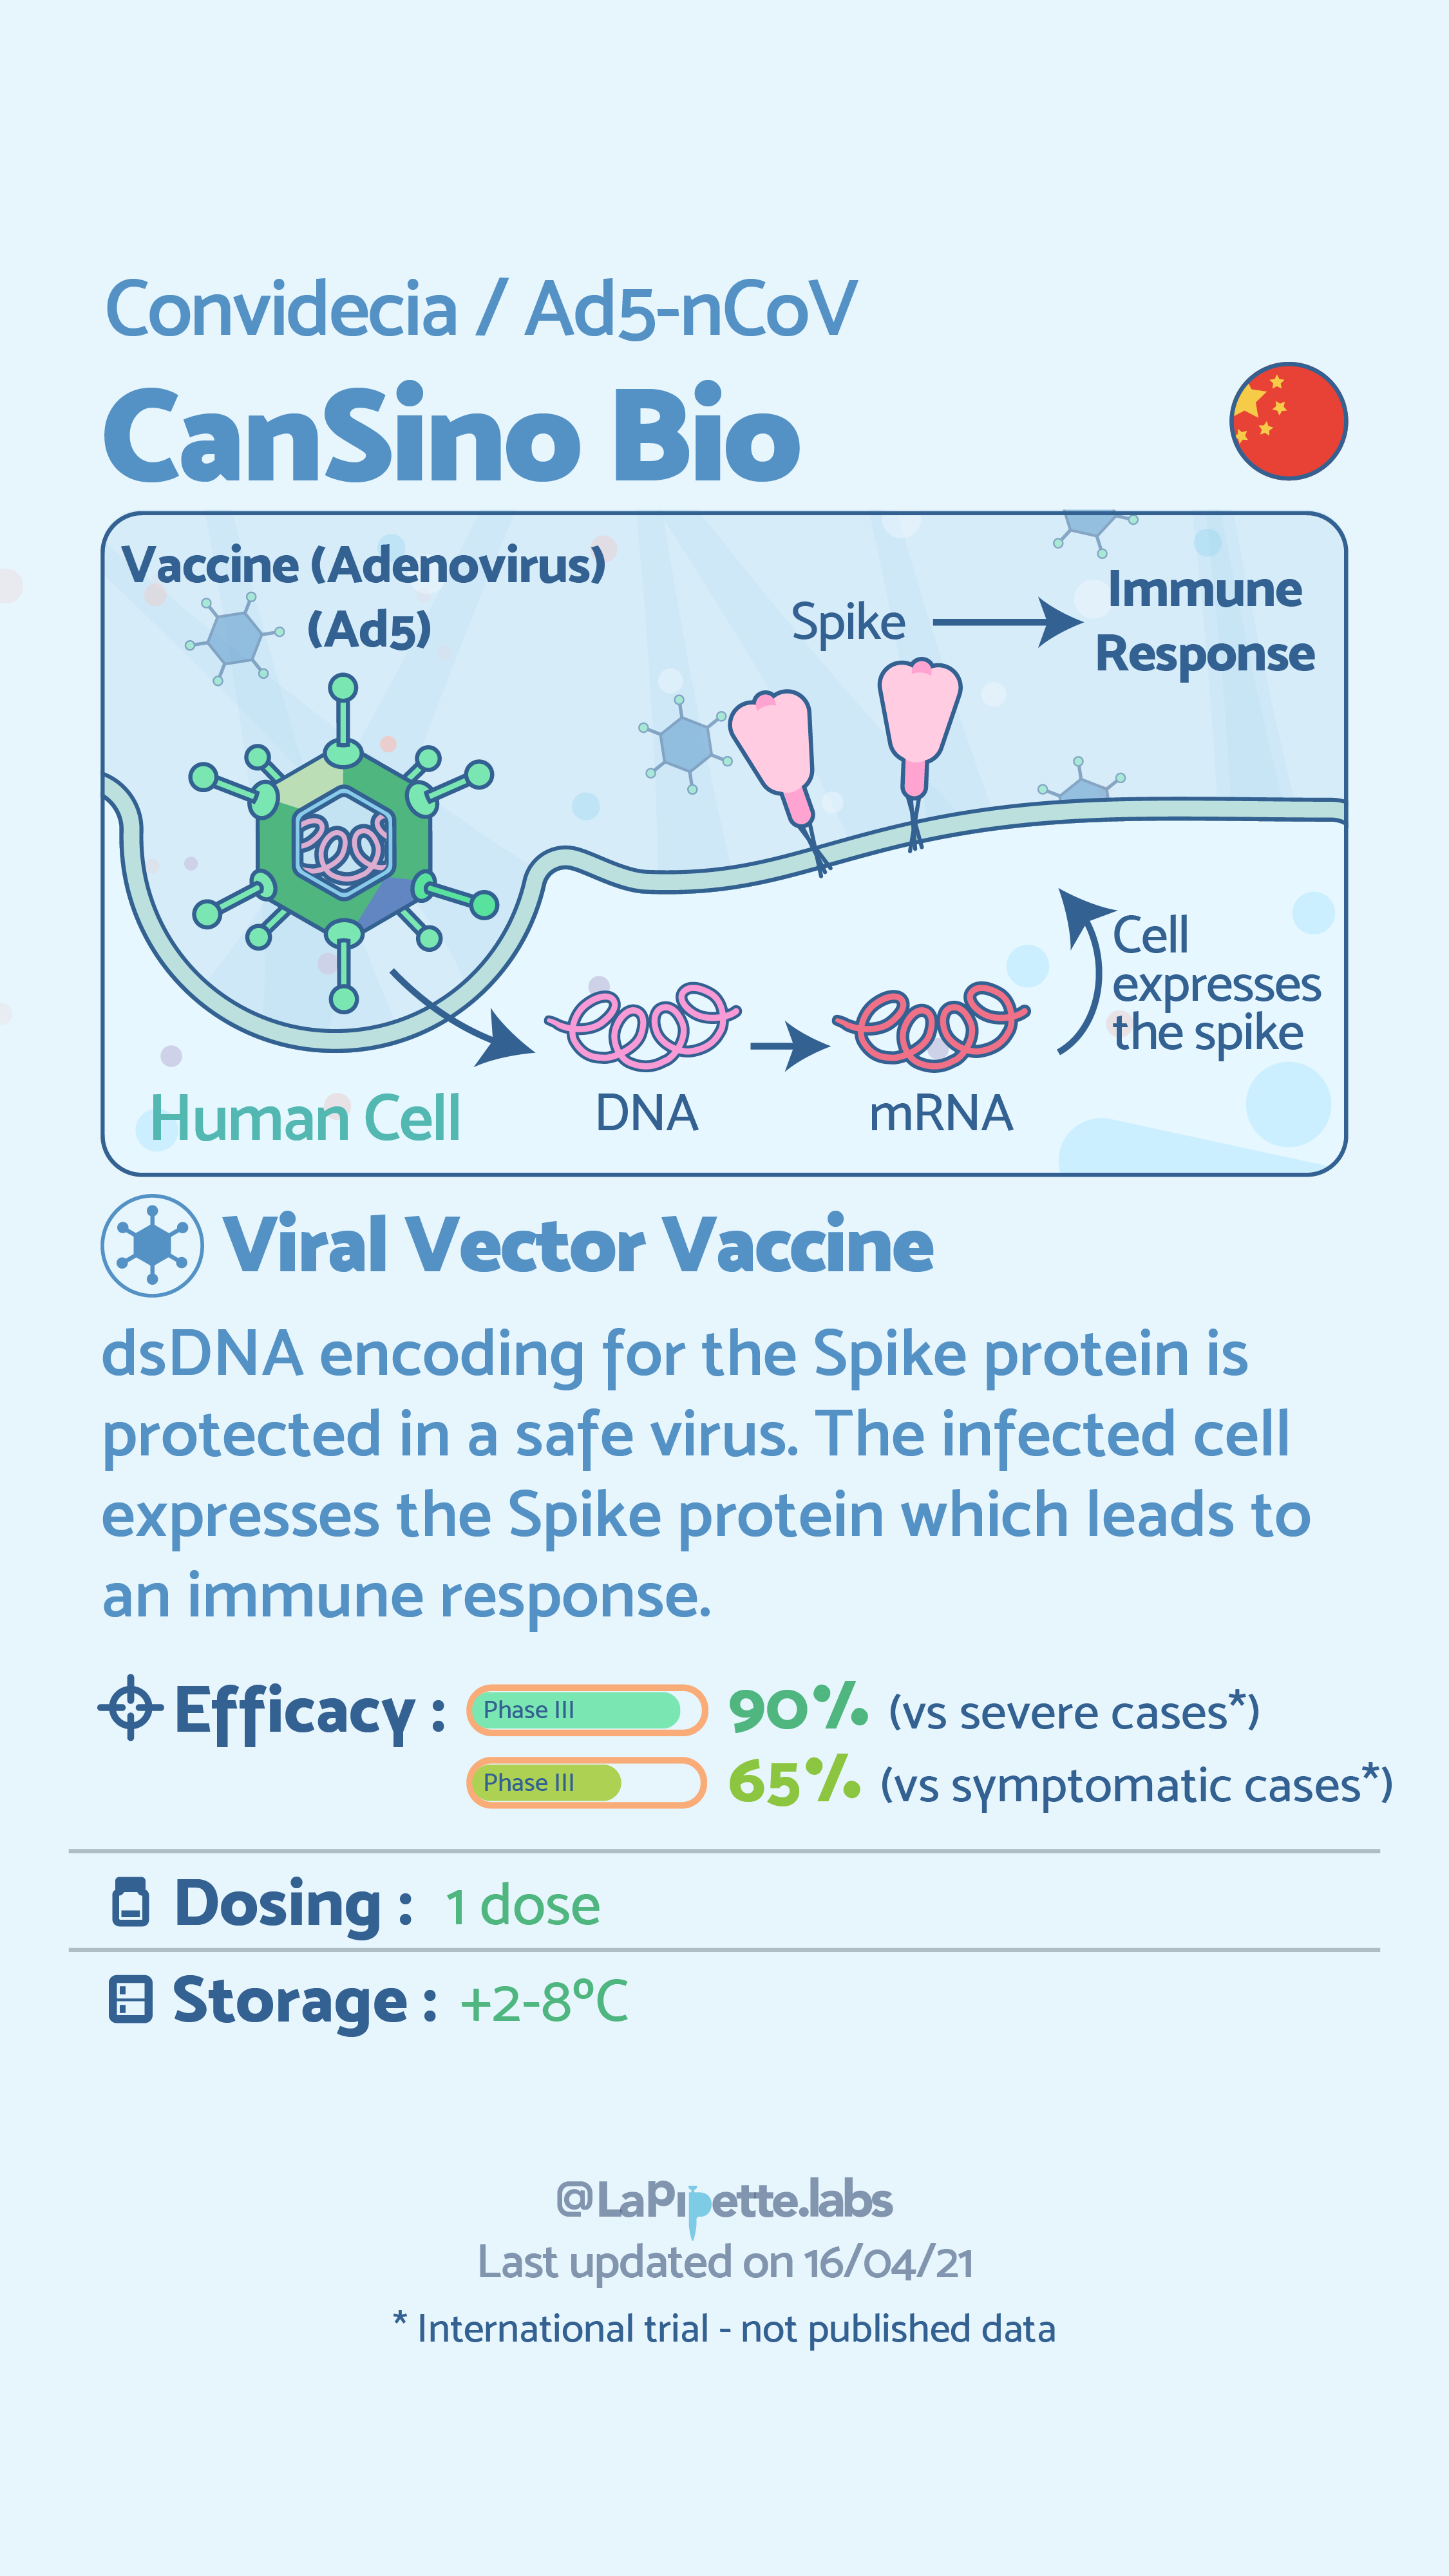 Convidecia / Ad5-nCoV
CanSino Bio
Vaccine (Adenovirus)
(Ad5)
Spike
Immune
Response
Cell
expresses
the spike
Human Cell
DNA
mRNA
Viral Vector Vaccine
dsDNA encoding for the Spike protein is
protected in a safe virus. The infected cell
expresses the Spike protein which leads to
an immune response.
Efficacy : Phase III 90% (vs severe cases*)
Phase III 65% (vs symptomatic cases*)
Dosing : 1 dose
Storage : +2-8°C
@LaPipette.labs
Last updated on 16/04/21
* International trial - not published data